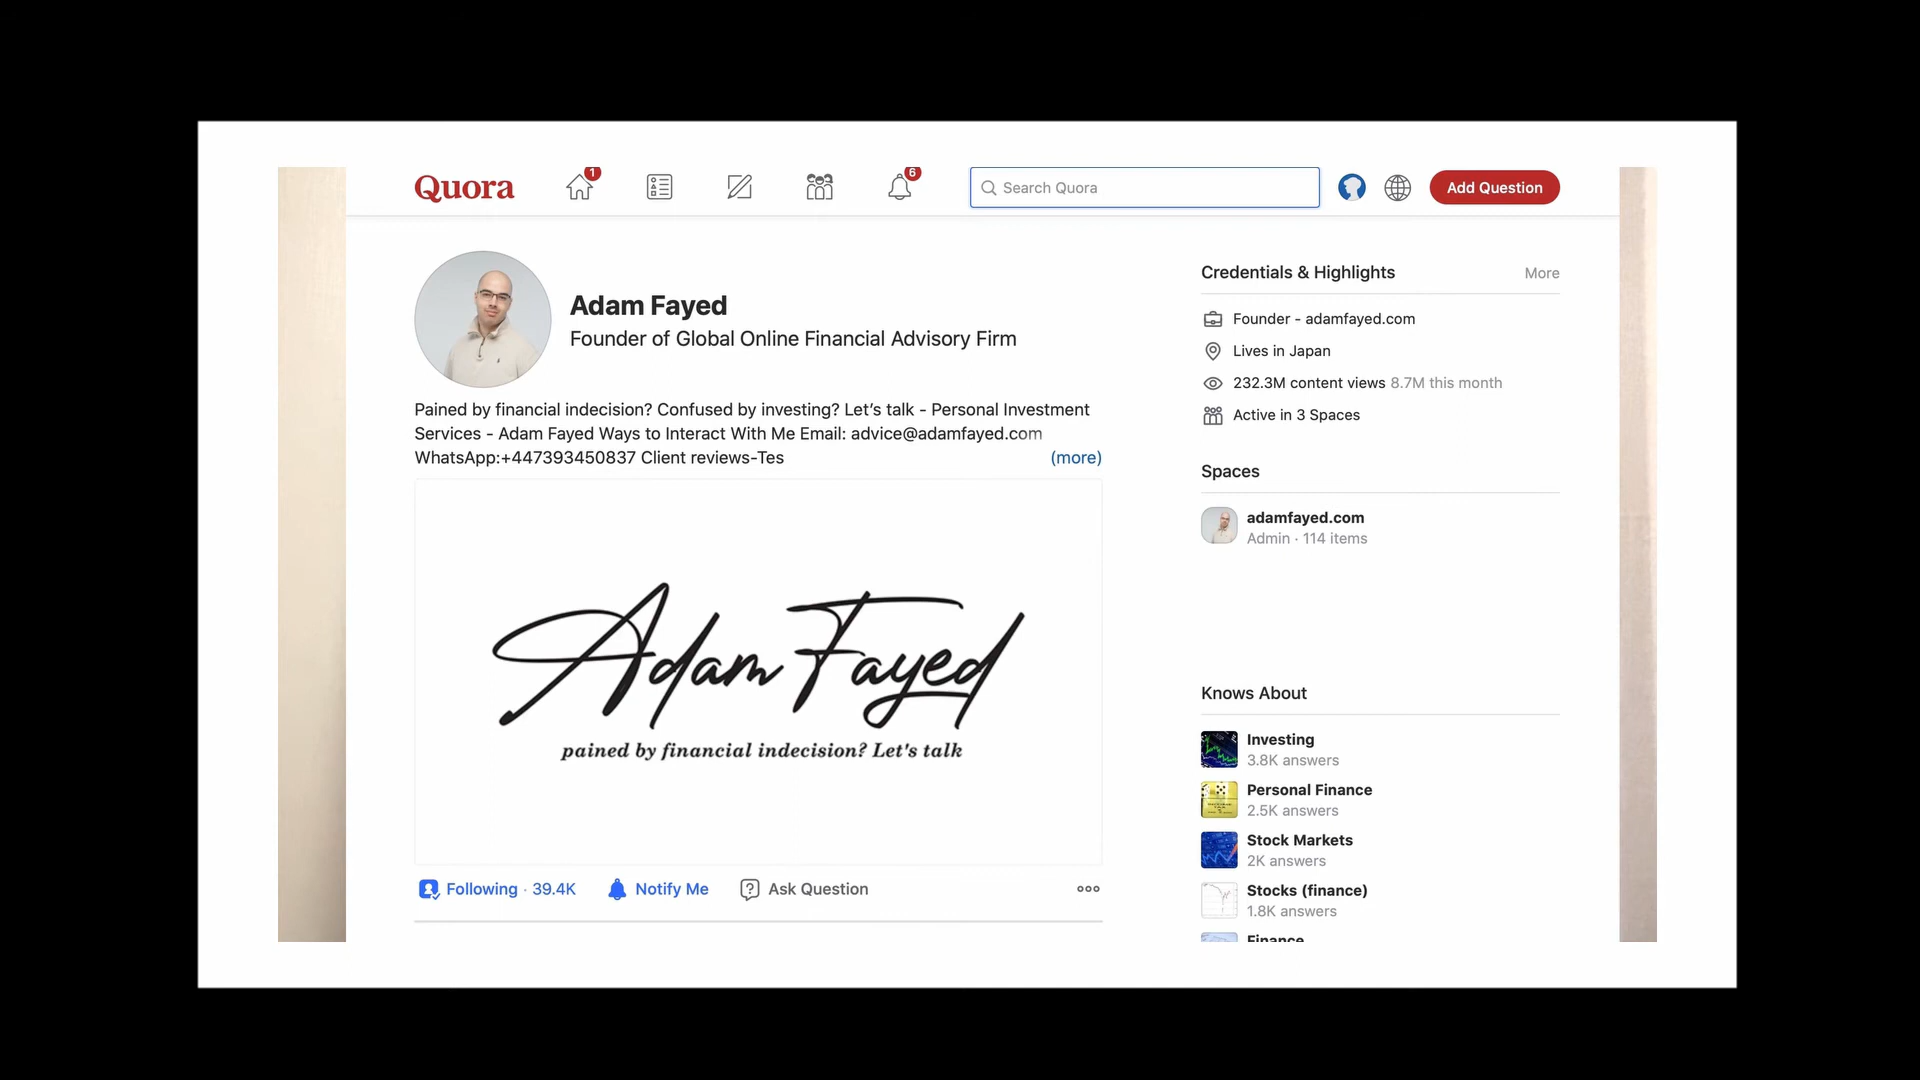 Quora
1
6
Search Quora
Add Question
Adam Fayed
Founder of Global Online Financial Advisory Firm
Pained by financial indecision? Confused by investing? Let’s talk - Personal Investment
Services - Adam Fayed Ways to Interact With Me Email: advice@adamfayed.com
WhatsApp:+447393450837 Client reviews-Tes
(more)
Adam Fayed
pained by financial indecision? Let's talk
Following · 39.4K
Notify Me
Ask Question
Credentials & Highlights
More
Founder - adamfayed.com
Lives in Japan
232.3M content views 8.7M this month
Active in 3 Spaces
Spaces
adamfayed.com
Admin · 114 items
Knows About
Investing
3.8K answers
Personal Finance
2.5K answers
Stock Markets
2K answers
Stocks (finance)
1.8K answers
Finance